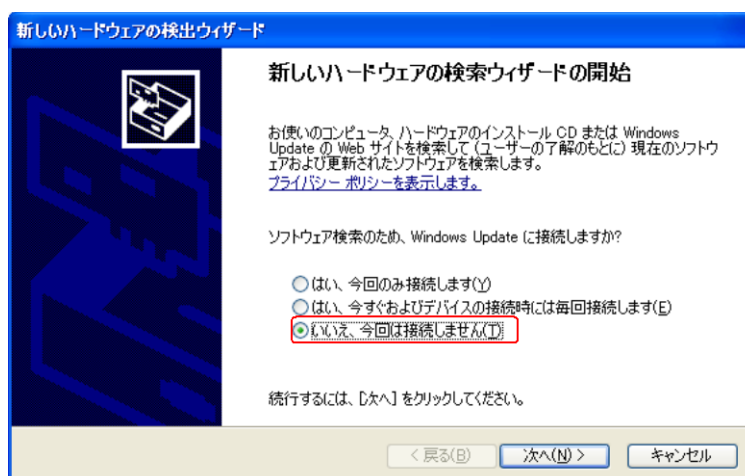 新しいハードウェアの検出ウィザード
新しいハードウェアの検索ウィザードの開始
お使いのコンピュータ、ハードウェアのインストール CD または Windows
Update の Web サイトを検索して (ユーザーの了解のもとに) 現在のソフトウ
ェアおよび更新されたソフトウェアを検索します。
プライバシー ポリシーを表示します。
ソフトウェア検索のため、Windows Update に接続しますか?
はい、今回のみ接続します(Y)
はい、今すぐおよびデバイスの接続時には毎回接続します(E)
いいえ、今回は接続しません(T)
続行するには、[次へ] をクリックしてください。
< 戻る(B) 次へ(N) > キャンセル